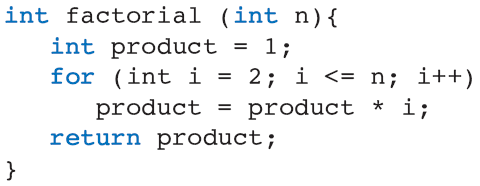 int factorial (int n){
   int product = 1;
   for (int i = 2; i <= n; i++)
      product = product * i;
   return product;
}